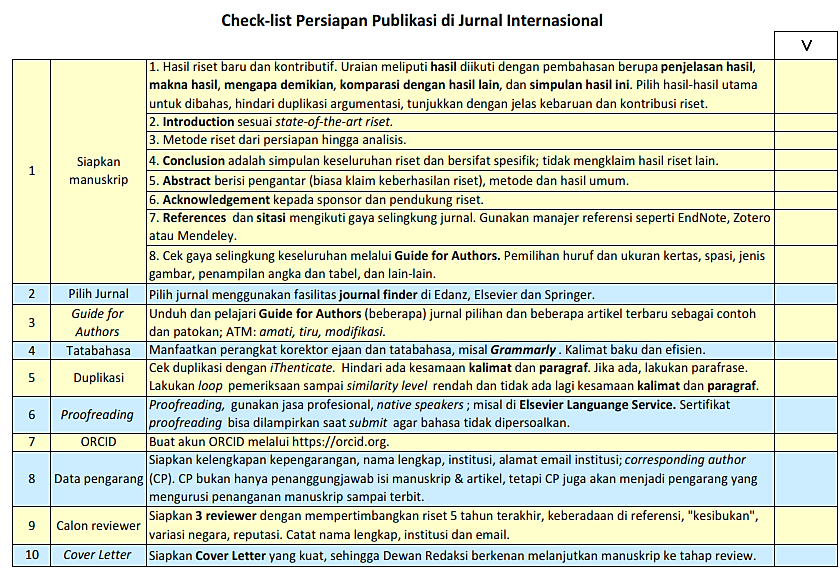 Check-list Persiapan Publikasi di Jurnal Internasional
V
1
Siapkan
manuskrip
1. Hasil riset baru dan kontributif. Uraian meliputi hasil diikuti dengan pembahasan berupa penjelasan hasil,
makna hasil, mengapa demikian, komparasi dengan hasil lain, dan simpulan hasil ini. Pilih hasil-hasil utama
untuk dibahas, hindari duplikasi argumentasi, tunjukkan dengan jelas kebaruan dan kontribusi riset.
2. Introduction sesuai state-of-the-art riset.
3. Metode riset dari persiapan hingga analisis.
4. Conclusion adalah simpulan keseluruhan riset dan bersifat spesifik; tidak mengklaim hasil riset lain.
5. Abstract berisi pengantar (biasa klaim keberhasilan riset), metode dan hasil umum.
6. Acknowledgement kepada sponsor dan pendukung riset.
7. References dan sitasi mengikuti gaya selingkung jurnal. Gunakan manajer referensi seperti EndNote, Zotero
atau Mendeley.
8. Cek gaya selingkung keseluruhan melalui Guide for Authors. Pemilihan huruf dan ukuran kertas, spasi, jenis
gambar, penampilan angka dan tabel, dan lain-lain.
2
Pilih Jurnal
Pilih jurnal menggunakan fasilitas journal finder di Edanz, Elsevier dan Springer.
3
Guide for
Authors
Unduh dan pelajari Guide for Authors (beberapa) jurnal pilihan dan beberapa artikel terbaru sebagai contoh
dan patokan; ATM: amati, tiru, modifikasi.
4
Tatabahasa
Manfaatkan perangkat korektor ejaan dan tatabahasa, misal Grammarly . Kalimat baku dan efisien.
5
Duplikasi
Cek duplikasi dengan iThenticate. Hindari ada kesamaan kalimat dan paragraf. Jika ada, lakukan parafrase.
Lakukan loop pemeriksaan sampai similarity level rendah dan tidak ada lagi kesamaan kalimat dan paragraf.
6
Proofreading
Proofreading, gunakan jasa profesional, native speakers ; misal di Elsevier Languange Service. Sertifikat
proofreading bisa dilampirkan saat submit agar bahasa tidak dipersoalkan.
7
ORCID
Buat akun ORCID melalui https://orcid.org.
8
Data pengarang
Siapkan kelengkapan kepengarangan, nama lengkap, institusi, alamat email institusi; corresponding author
(CP). CP bukan hanya penanggungjawab isi manuskrip & artikel, tetapi CP juga akan menjadi pengarang yang
mengurusi penanganan manuskrip sampai terbit.
9
Calon reviewer
Siapkan 3 reviewer dengan mempertimbangkan riset 5 tahun terakhir, keberadaan di referensi, "kesibukan",
variasi negara, reputasi. Catat nama lengkap, institusi dan email.
10
Cover Letter
Siapkan Cover Letter yang kuat, sehingga Dewan Redaksi berkenan melanjutkan manuskrip ke tahap review.